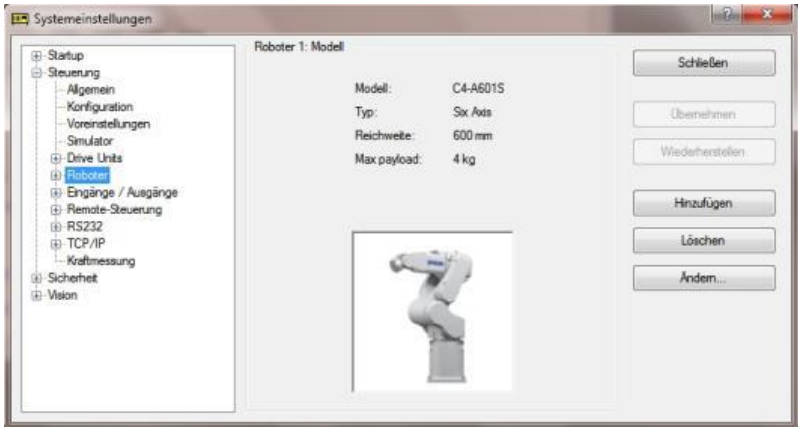 Systemeinstellungen
Startup
Steuerung
Allgemein
Konfiguration
Voreinstellungen
Simulator
Drive Units
Roboter
Eingänge / Ausgänge
Remote-Steuerung
RS232
TCP/IP
Kraftmessung
Sicherheit
Vision
Roboter 1: Modell
Modell: C4-A601S
Typ: Six Axis
Reichweite: 600 mm
Max payload: 4 kg
EPSON
Schließen
Übernehmen
Wiederherstellen
Hinzufügen
Löschen
Ändern...